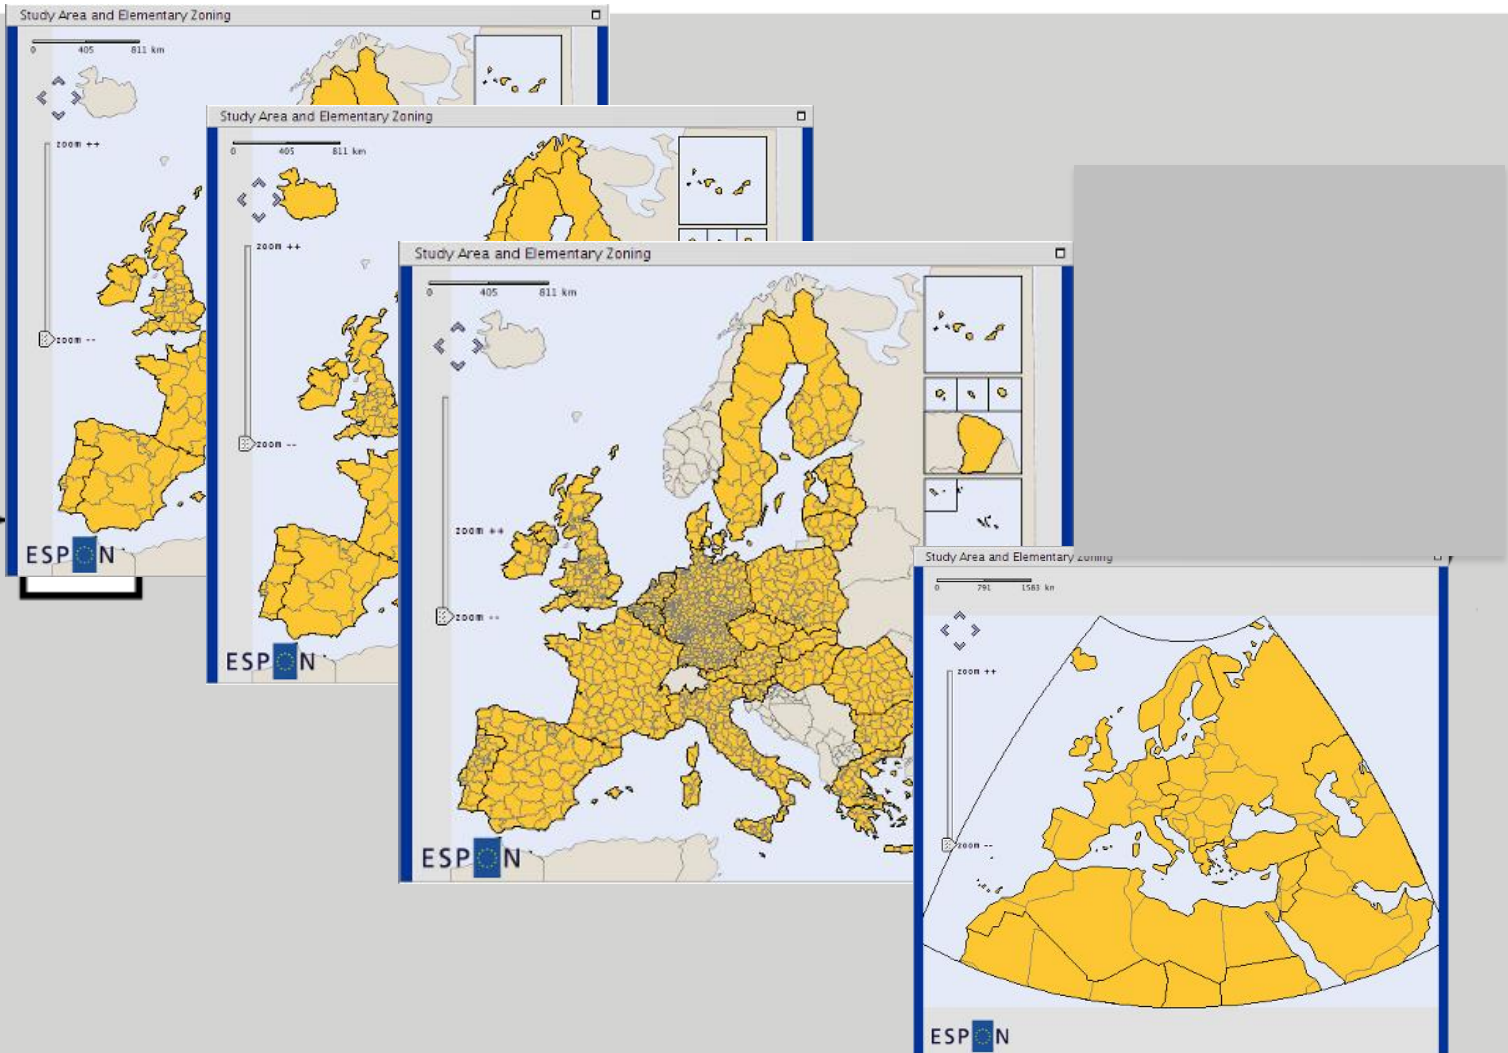 Study Area and Elementary Zoning
0 405 811 km
zoom ++
zoom --
ESPON
Study Area and Elementary Zoning
0 405 811 km
zoom ++
zoom --
ESPON
Study Area and Elementary Zoning
0 405 811 km
zoom ++
zoom --
ESPON
Study Area and Elementary Zoning
0 791 1583 km
zoom ++
zoom --
ESPON